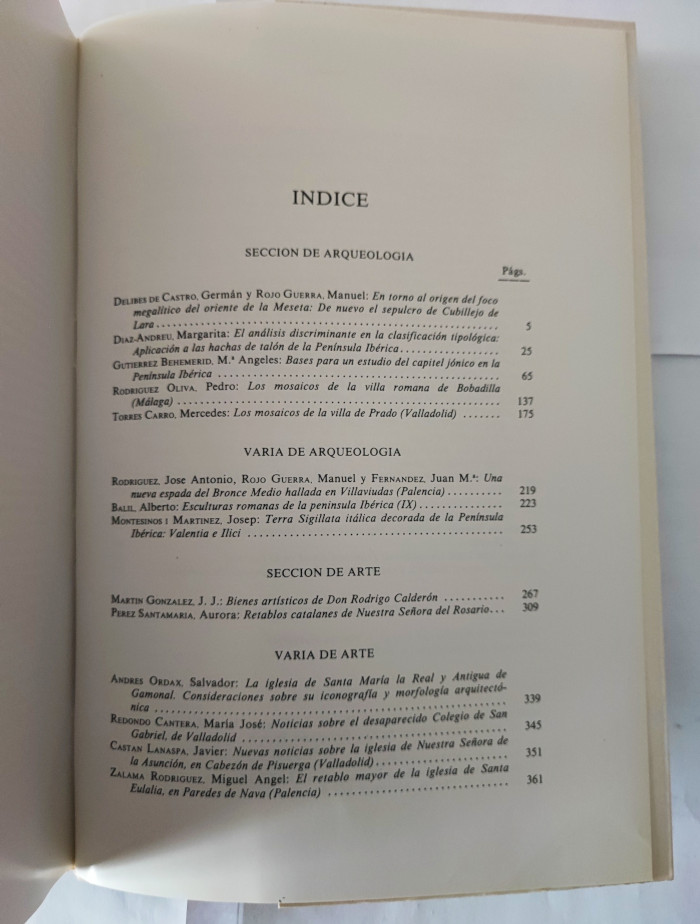 INDICE
SECCION DE ARQUEOLOGIA
Págs.
DELIBES DE CASTRO, Germán y ROJO GUERRA, Manuel: En torno al origen del foco
megalítico del oriente de la Meseta: De nuevo el sepulcro de Cubillejo de
Lara . . . . . . . . . . . . . . . . . . . . . . . . . . . . . . . . . . . . . . . . . . . . . . . . . . . . 5
DIAZ-ANDREU, Margarita: El análisis discriminante en la clasificación tipológica:
Aplicación a las hachas de talón de la Península Ibérica . . . . . . . . . . . . . . . 25
GUTIERREZ BEHEMERID, M.ª Angeles: Bases para un estudio del capitel jónico en la
Península Ibérica . . . . . . . . . . . . . . . . . . . . . . . . . . . . . . . . . . . . . . . . . . . 65
RODRIGUEZ OLIVA, Pedro: Los mosaicos de la villa romana de Bobadilla
(Málaga) . . . . . . . . . . . . . . . . . . . . . . . . . . . . . . . . . . . . . . . . . . . . . . . . . 137
TORRES CARRO, Mercedes: Los mosaicos de la villa de Prado (Valladolid) . . . . . . . 175
VARIA DE ARQUEOLOGIA
RODRIGUEZ, Jose Antonio, ROJO GUERRA, Manuel y FERNANDEZ, Juan M.ª: Una
nueva espada del Bronce Medio hallada en Villaviudas (Palencia) . . . . . . . . . . 219
BALIL, Alberto: Esculturas romanas de la península Ibérica (IX) . . . . . . . . . . . . . 223
MONTESINOS I MARTINEZ, Josep: Terra Sigillata itálica decorada de la Península
Ibérica: Valentia e Ilici . . . . . . . . . . . . . . . . . . . . . . . . . . . . . . . . . . . . . . . 253
SECCION DE ARTE
MARTIN GONZALEZ, J. J.: Bienes artísticos de Don Rodrigo Calderón . . . . . . . . . . 267
PEREZ SANTAMARIA, Aurora: Retablos catalanes de Nuestra Señora del Rosario. . . 309
VARIA DE ARTE
ANDRES ORDAX, Salvador: La iglesia de Santa María la Real y Antigua de
Gamonal. Consideraciones sobre su iconografía y morfología arquitectó-
nica . . . . . . . . . . . . . . . . . . . . . . . . . . . . . . . . . . . . . . . . . . . . . . . . . . . . 339
REDONDO CANTERA, María José: Noticias sobre el desaparecido Colegio de San
Gabriel, de Valladolid . . . . . . . . . . . . . . . . . . . . . . . . . . . . . . . . . . . . . . . . 345
CASTAN LANASPA, Javier: Nuevas noticias sobre la iglesia de Nuestra Señora de
la Asunción, en Cabezón de Pisuerga (Valladolid) . . . . . . . . . . . . . . . . . . . . 351
ZALAMA RODRIGUEZ, Miguel Angel: El retablo mayor de la iglesia de Santa
Eulalia, en Paredes de Nava (Palencia) . . . . . . . . . . . . . . . . . . . . . . . . . . . . 361